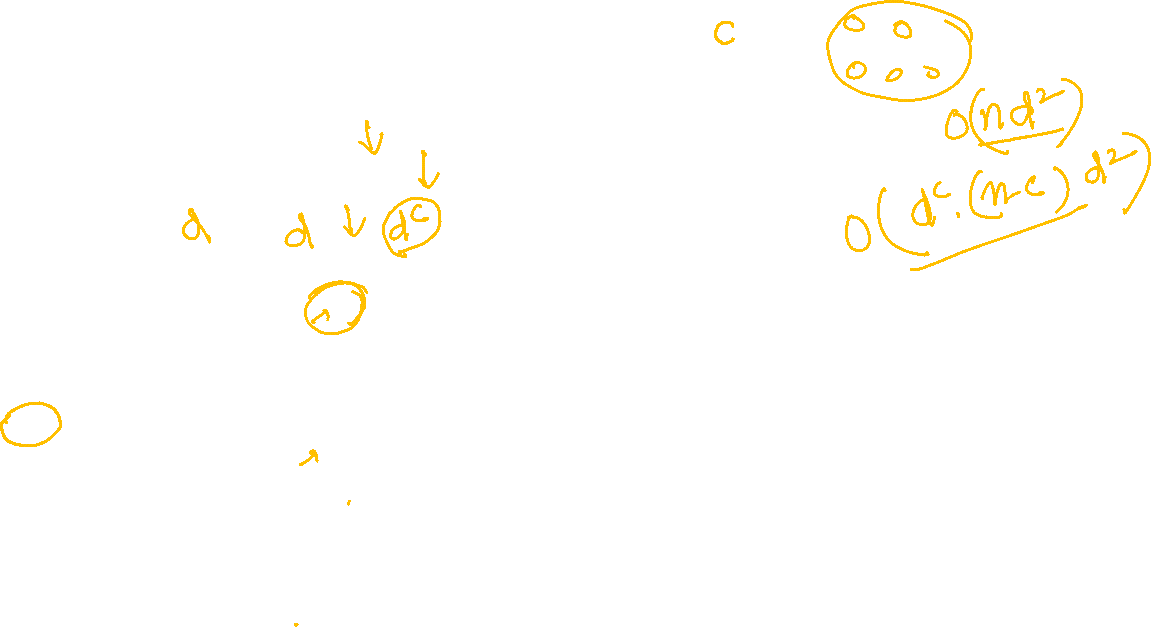 c
O(nd²)
O(d^c.(n-c) d²)
d d d^c